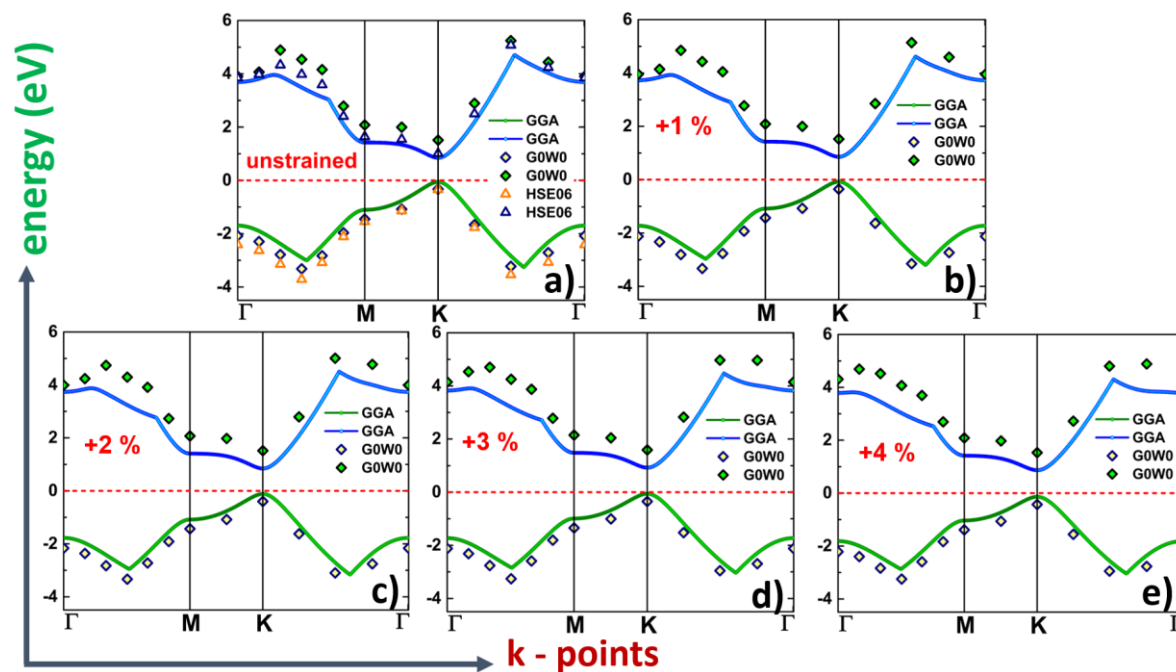 energy (eV)
6
4
2
0
-2
-4
unstrained
GGA
GGA
G0W0
G0W0
HSE06
HSE06
a)
Γ
M
K
Γ
6
4
2
0
-2
-4
+1 %
GGA
GGA
G0W0
G0W0
b)
Γ
M
K
Γ
6
4
2
0
-2
-4
+2 %
GGA
GGA
G0W0
G0W0
c)
Γ
M
K
Γ
6
4
2
0
-2
-4
+3 %
GGA
GGA
G0W0
G0W0
d)
Γ
M
K
Γ
6
4
2
0
-2
-4
+4 %
GGA
GGA
G0W0
G0W0
e)
Γ
M
K
Γ
k - points